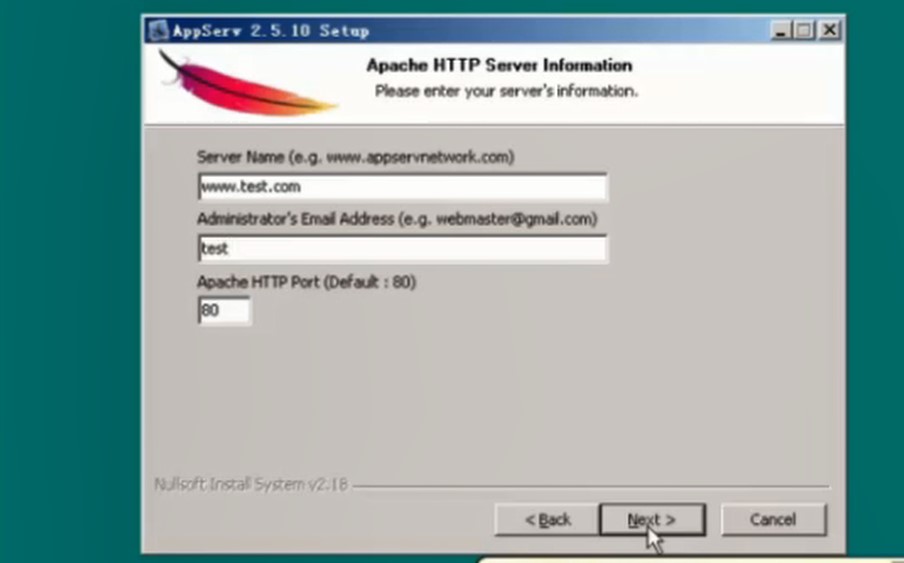 AppServ 2.5.10 Setup
Apache HTTP Server Information
Please enter your server's information.
Server Name (e.g. www.appservnetwork.com)
www.test.com
Administrator's Email Address (e.g. webmaster@gmail.com)
test
Apache HTTP Port (Default : 80)
80
Nullsoft Install System v2.18
< Back
Next >
Cancel